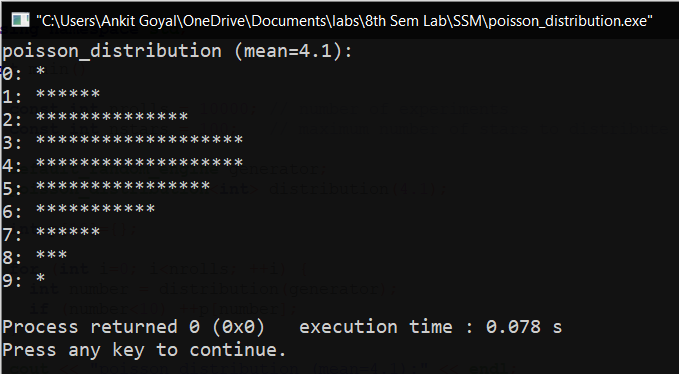 "C:\Users\Ankit Goyal\OneDrive\Documents\labs\8th Sem Lab\SSM\poisson_distribution.exe"
poisson_distribution (mean=4.1):
0: *
1: ******
2: **************
3: *******************
4: *******************
5: ****************
6: ***********
7: ******
8: ***
9: *
Process returned 0 (0x0)   execution time : 0.078 s
Press any key to continue.